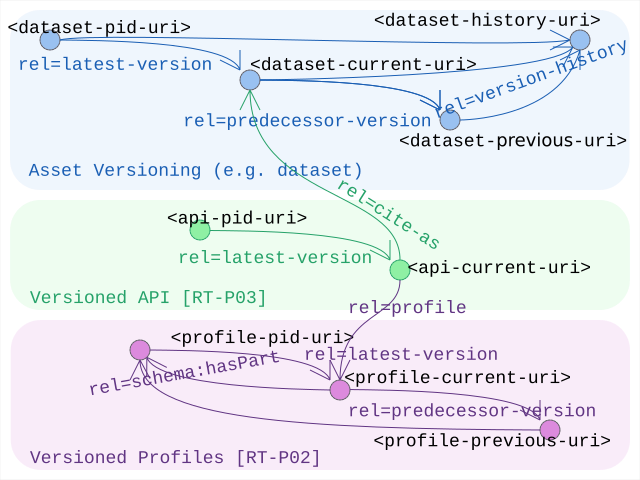 <dataset-pid-uri>
<dataset-history-uri>
rel=latest-version
<dataset-current-uri>
rel=version-history
rel=predecessor-version
<dataset-previous-uri>
Asset Versioning (e.g. dataset)
rel=cite-as
<api-pid-uri>
rel=latest-version
<api-current-uri>
Versioned API [RT-P03]
rel=profile
<profile-pid-uri>
rel=latest-version
rel=schema:hasPart
<profile-current-uri>
rel=predecessor-version
<profile-previous-uri>
Versioned Profiles [RT-P02]